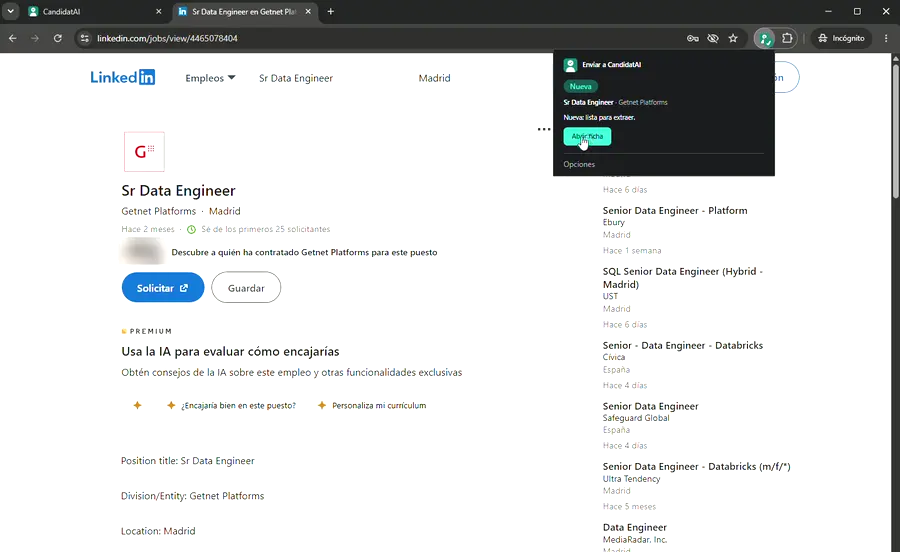 CandidatAI
Sr Data Engineer en Getnet Pla
linkedin.com/jobs/view/4465078404
Incógnito
Linked in
Empleos
Sr Data Engineer
Madrid
Enviar a CandidatAI
Nueva
Sr Data Engineer · Getnet Platforms
Nueva: lista para extraer.
Abrir ficha
Opciones
G
Sr Data Engineer
Getnet Platforms · Madrid
Hace 2 meses · Sé de los primeros 25 solicitantes
Descubre a quién ha contratado Getnet Platforms para este puesto
Solicitar
Guardar
PREMIUM
Usa la IA para evaluar cómo encajarías
Obtén consejos de la IA sobre este empleo y otras funcionalidades exclusivas
¿Encajaría bien en este puesto?
Personaliza mi currículum
Position title: Sr Data Engineer
Division/Entity: Getnet Platforms
Location: Madrid
Hace 6 días
Senior Data Engineer - Platform
Ebury
Madrid
Hace 1 semana
SQL Senior Data Engineer (Hybrid -
Madrid)
UST
Madrid
Hace 6 días
Senior - Data Engineer - Databricks
Cívica
España
Hace 4 días
Senior Data Engineer
Safeguard Global
España
Hace 4 días
Senior Data Engineer - Databricks (m/f/*)
Ultra Tendency
Madrid
Hace 5 meses
Data Engineer
MediaRadar, Inc.
Madrid